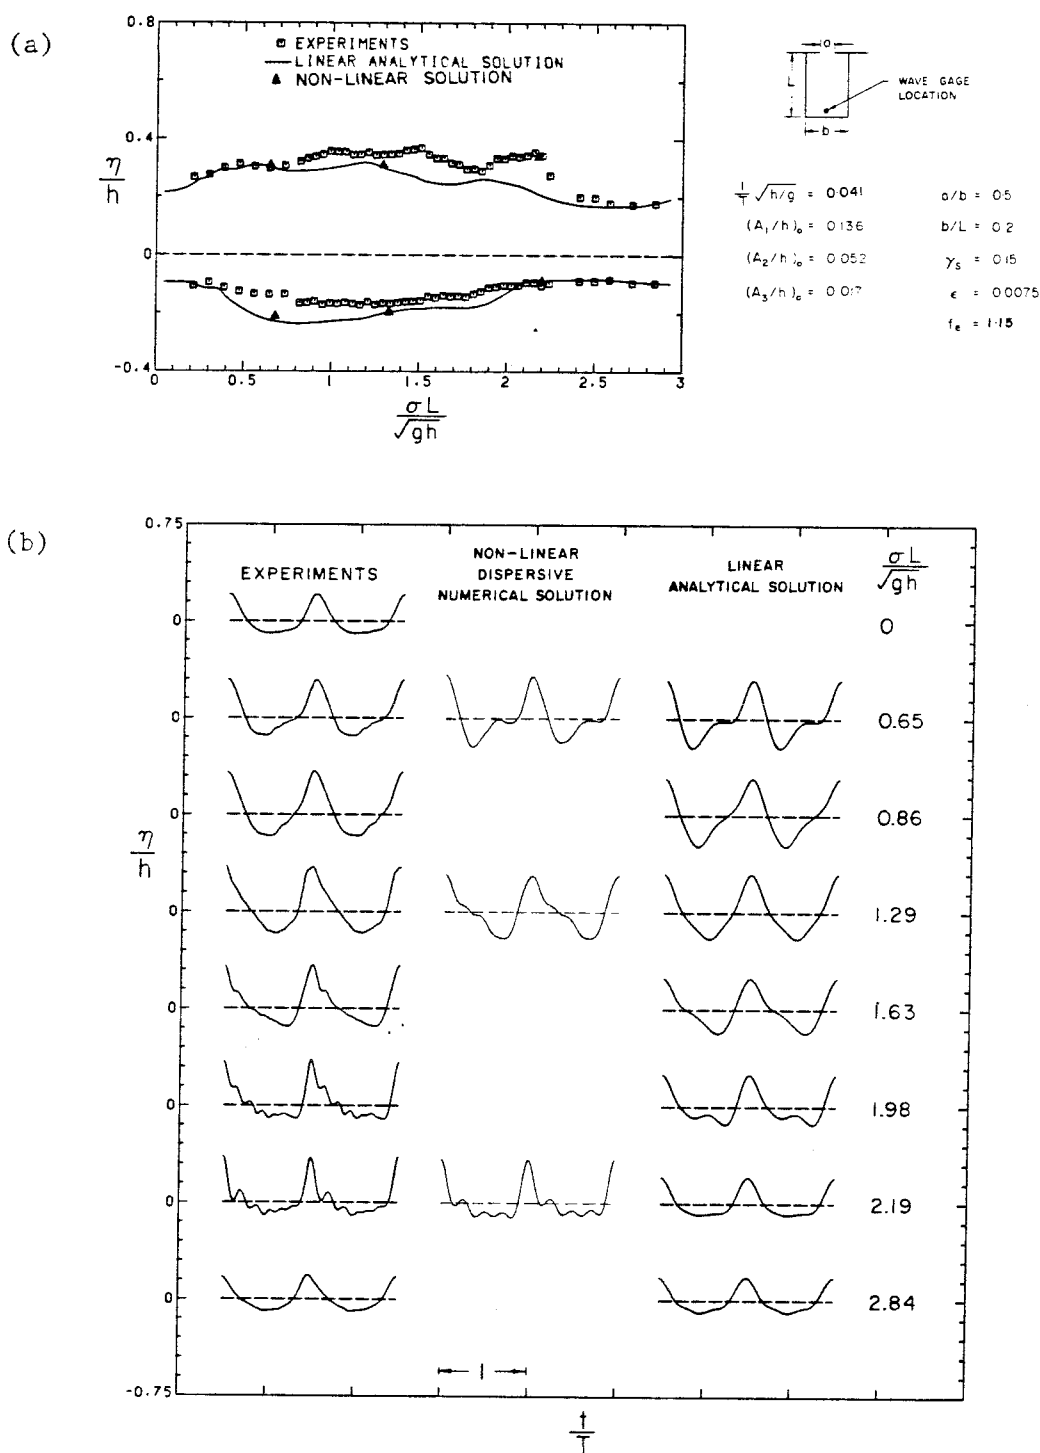 (a)
0.8
0.4
0
-0.4
η/h
EXPERIMENTS
LINEAR ANALYTICAL SOLUTION
NON-LINEAR SOLUTION
0 0.5 1 1.5 2 2.5 3
σL/√gh
a
L
b
WAVE GAGE
LOCATION
1/T √h/g = 0.041
(A₁/h)₀ = 0.136
(A₂/h)₀ = 0.052
(A₃/h)₀ = 0.017
a/b = 0.5
b/L = 0.2
γₛ = 0.15
ϵ = 0.0075
fₑ = 1.15
(b)
0.75
EXPERIMENTS
NON-LINEAR
DISPERSIVE
NUMERICAL SOLUTION
LINEAR
ANALYTICAL SOLUTION
σL/√gh
0 0
0 0.65
0 0.86
η/h
0 1.29
0 1.63
0 1.98
0 2.19
0 2.84
1
-0.75
t/T